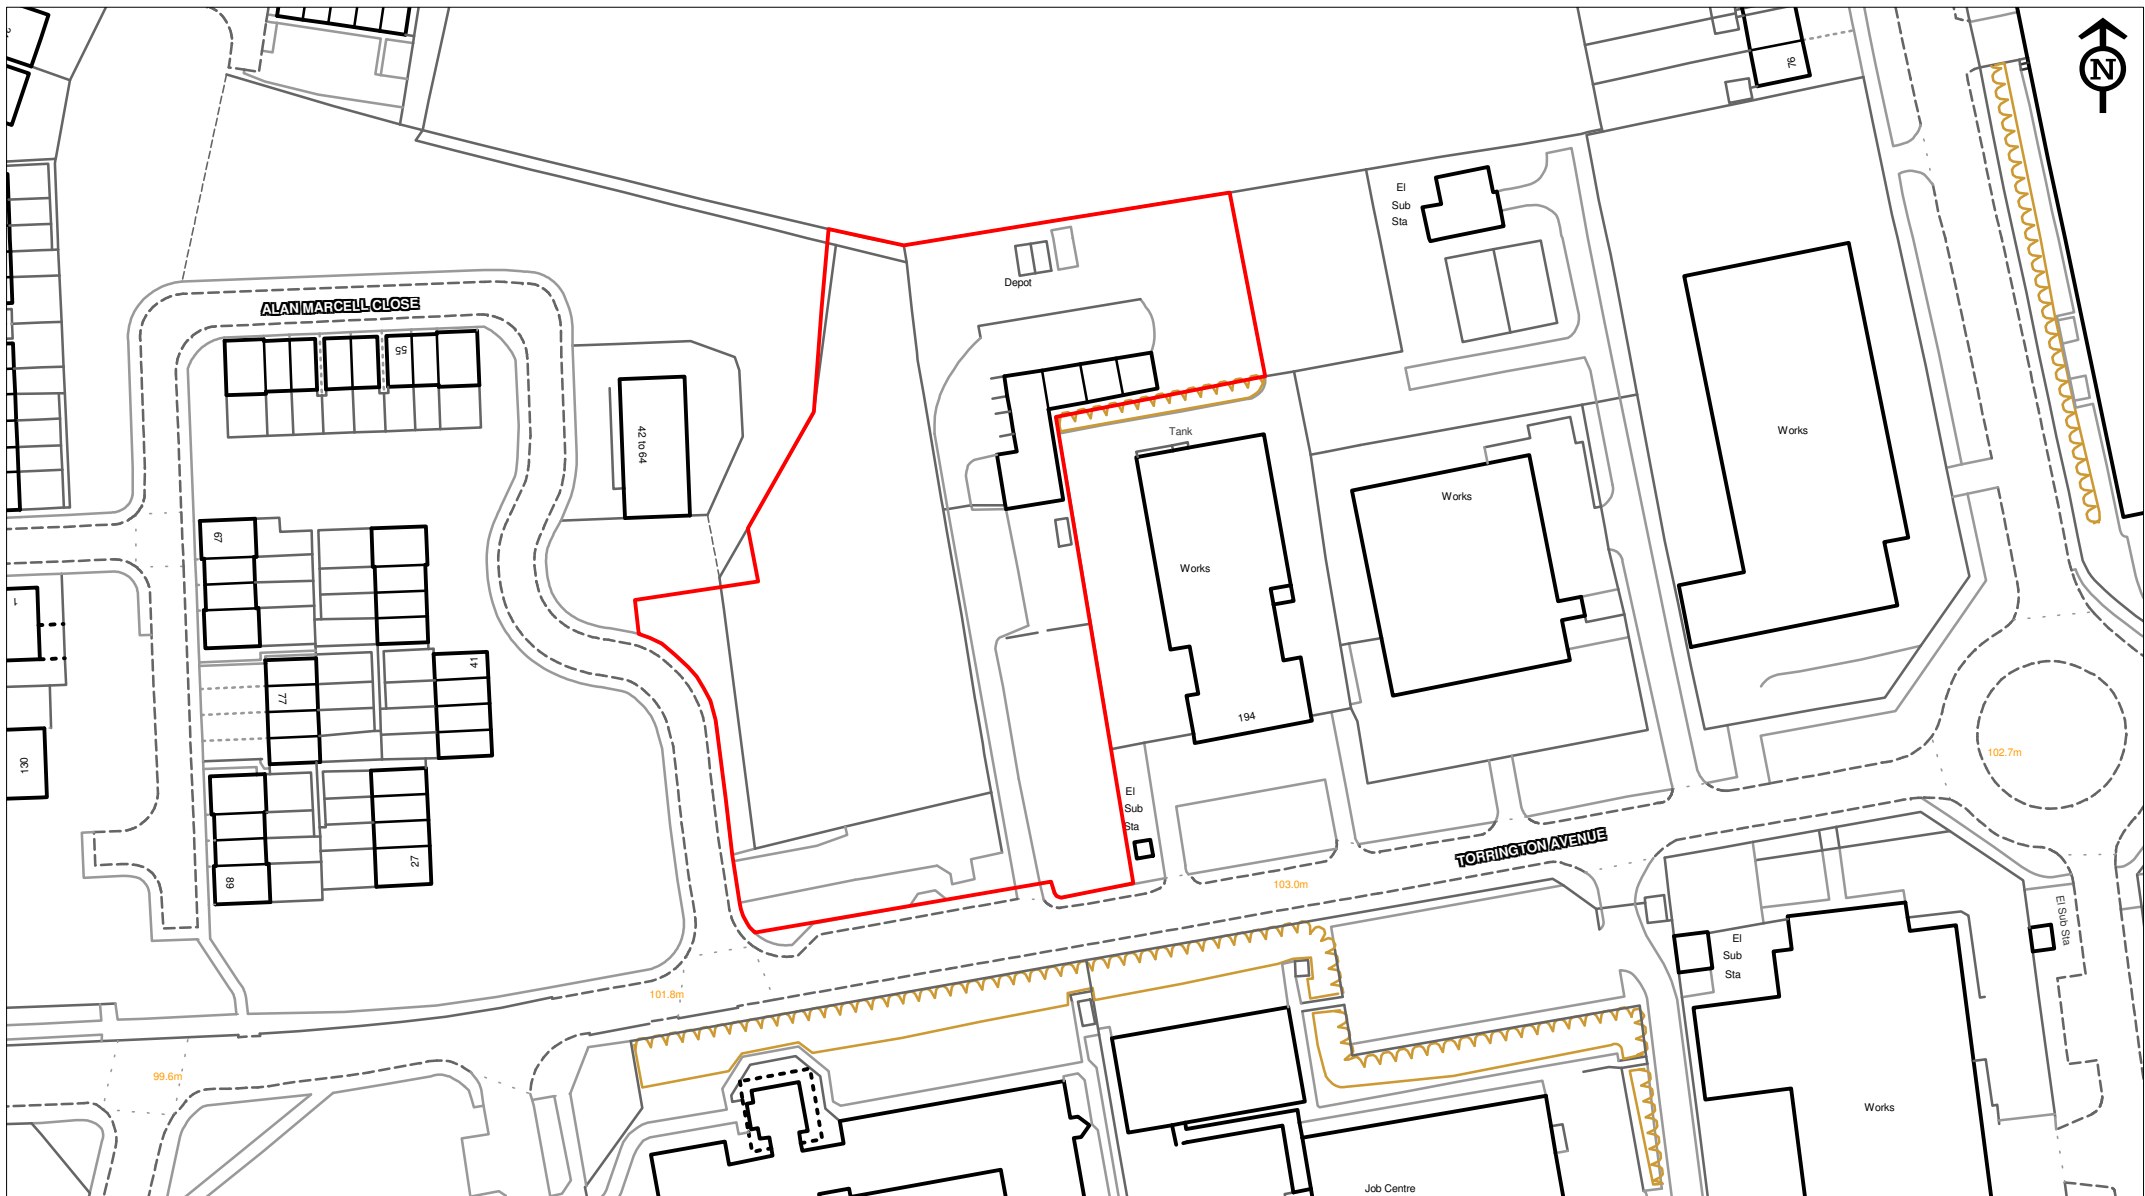 N
76
El
Sub
Sta
Depot
ALAN MARCELL CLOSE
55
42 to 64
Tank
Works
Works
Works
67
1
41
77
194
130
102.7m
El
Sub
Sta
TORRINGTON AVENUE
27
89
103.0m
El Sub Sta
El
Sub
Sta
101.8m
99.6m
Works
Job Centre